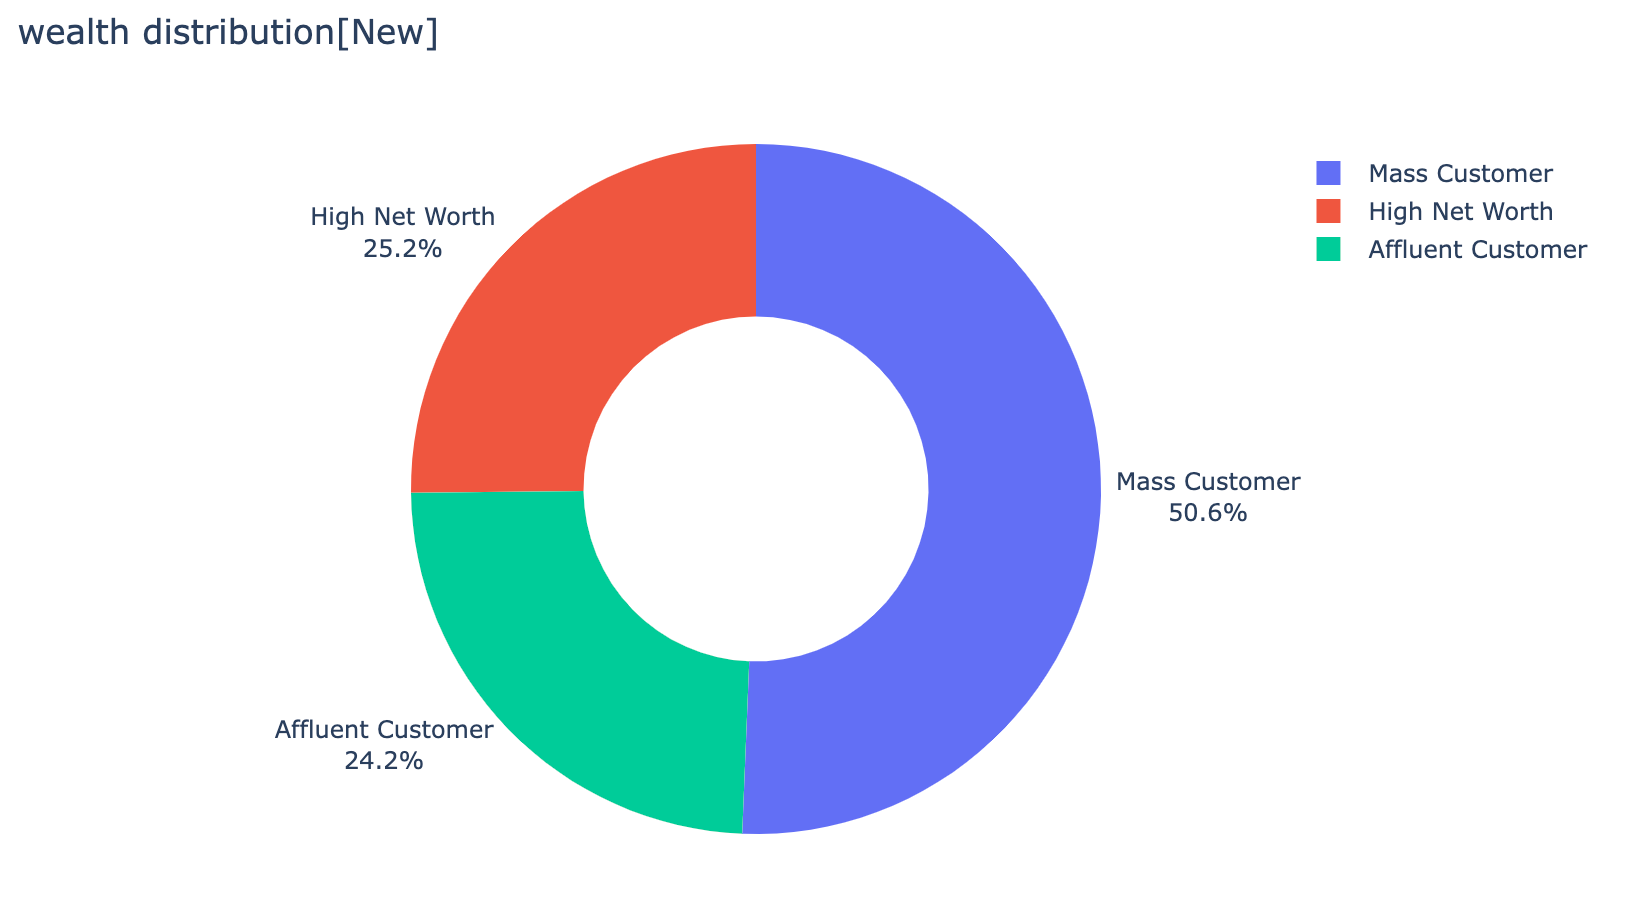 wealth distribution[New]
Mass Customer
High Net Worth
Affluent Customer
High Net Worth
25.2%
Mass Customer
50.6%
Affluent Customer
24.2%